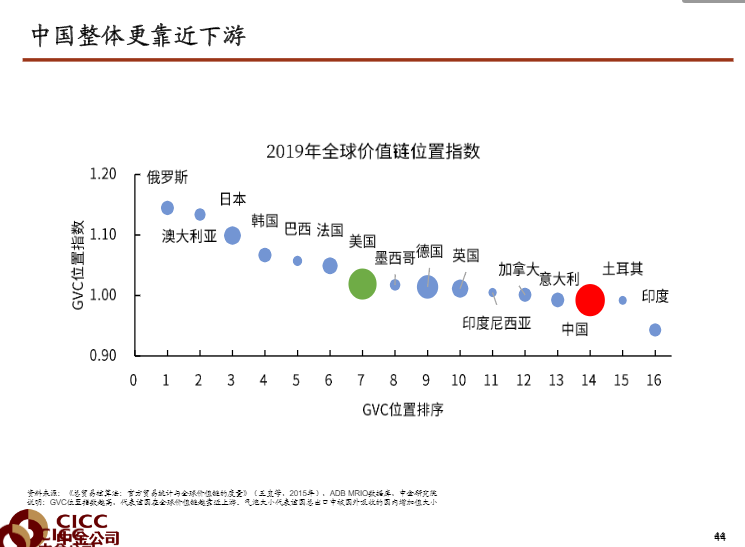 中国整体更靠近下游
2019年全球价值链位置指数
GVC位置指数
1.20
1.10
1.00
0.90
俄罗斯
澳大利亚
日本
韩国
巴西
法国
美国
墨西哥
德国
英国
印度尼西亚
加拿大
意大利
中国
土耳其
印度
0 1 2 3 4 5 6 7 8 9 10 11 12 13 14 15 16
GVC位置排序
资料来源：《总贸易核算法：官方贸易统计与全球价值链的度量》（王直等，2015年），ADB MRIO数据库，中金研究院
说明：GVC位置指数越高，代表该国在全球价值链越靠近上游。气泡大小代表该国总出口中被国外吸收的国内增加值大小
CICC
中金公司
44